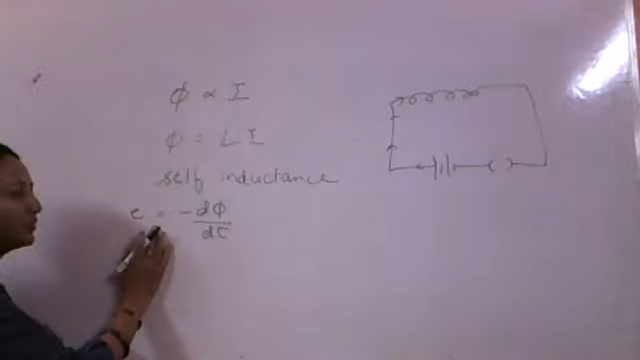 φ ∝ I
φ = L I
self inductance
e = -dφ/dt